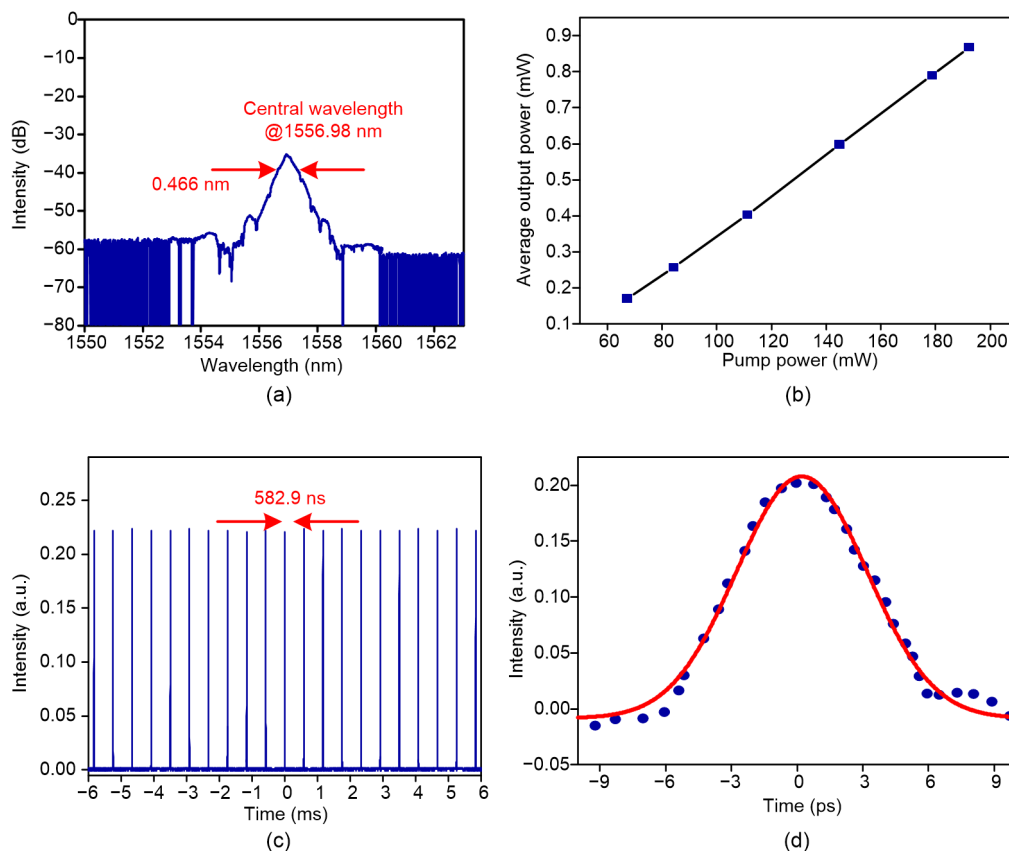 0
−10
−20
−30
−40
−50
−60
−70
−80
Intensity (dB)
Central wavelength
@1556.98 nm
0.466 nm
1550 1552 1554 1556 1558 1560 1562
Wavelength (nm)
(a)
0.9
0.8
0.7
0.6
0.5
0.4
0.3
0.2
0.1
Average output power (mW)
60 80 100 120 140 160 180 200
Pump power (mW)
(b)
0.25
0.20
0.15
0.10
0.05
0.00
Intensity (a.u.)
582.9 ns
−6 −5 −4 −3 −2 −1 0 1 2 3 4 5 6
Time (ms)
(c)
0.20
0.15
0.10
0.05
0.00
−0.05
Intensity (a.u.)
−9 −6 −3 0 3 6 9
Time (ps)
(d)